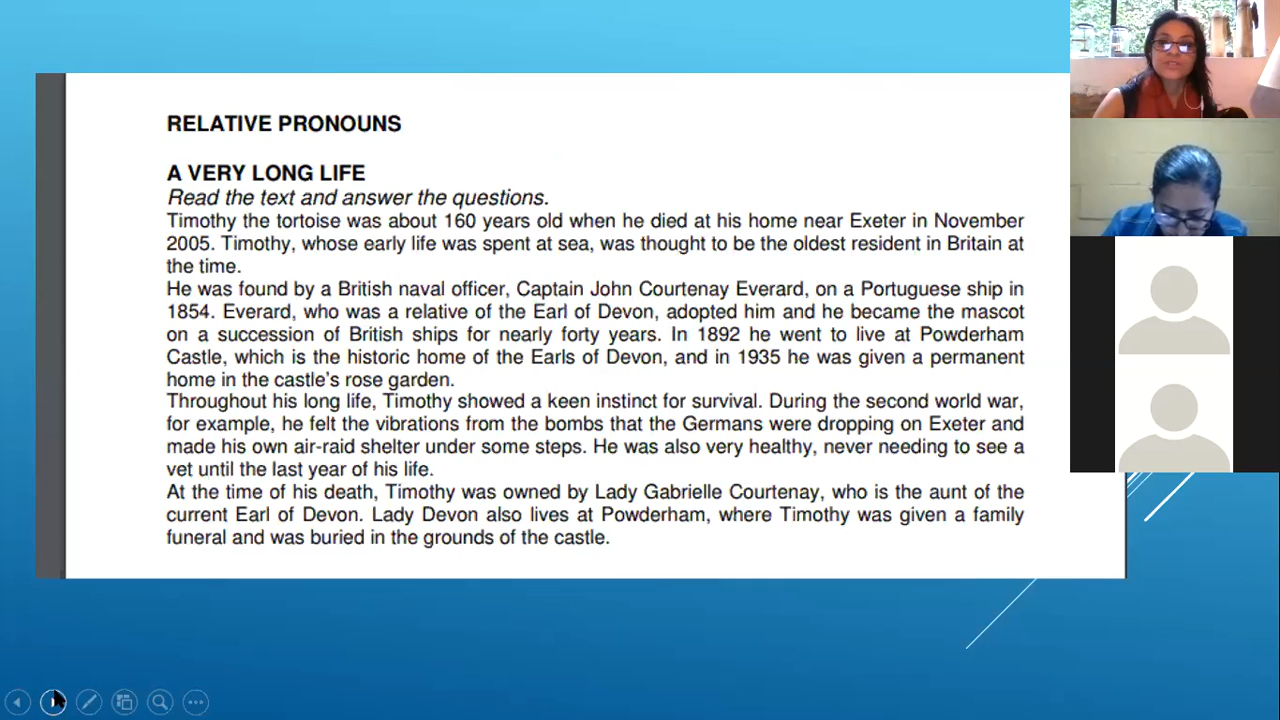 RELATIVE PRONOUNS
A VERY LONG LIFE
Read the text and answer the questions.
Timothy the tortoise was about 160 years old when he died at his home near Exeter in November
2005. Timothy, whose early life was spent at sea, was thought to be the oldest resident in Britain at
the time.
He was found by a British naval officer, Captain John Courtenay Everard, on a Portuguese ship in
1854. Everard, who was a relative of the Earl of Devon, adopted him and he became the mascot
on a succession of British ships for nearly forty years. In 1892 he went to live at Powderham
Castle, which is the historic home of the Earls of Devon, and in 1935 he was given a permanent
home in the castle’s rose garden.
Throughout his long life, Timothy showed a keen instinct for survival. During the second world war,
for example, he felt the vibrations from the bombs that the Germans were dropping on Exeter and
made his own air-raid shelter under some steps. He was also very healthy, never needing to see a
vet until the last year of his life.
At the time of his death, Timothy was owned by Lady Gabrielle Courtenay, who is the aunt of the
current Earl of Devon. Lady Devon also lives at Powderham, where Timothy was given a family
funeral and was buried in the grounds of the castle.